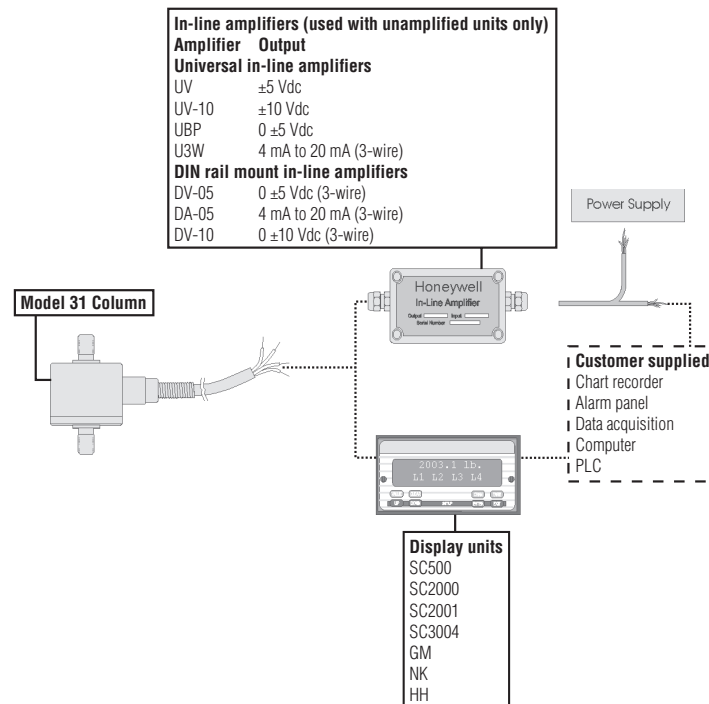 In-line amplifiers (used with unamplified units only)
Amplifier Output
Universal in-line amplifiers
UV ±5 Vdc
UV-10 ±10 Vdc
UBP 0 ±5 Vdc
U3W 4 mA to 20 mA (3-wire)
DIN rail mount in-line amplifiers
DV-05 0 ±5 Vdc (3-wire)
DA-05 4 mA to 20 mA (3-wire)
DV-10 0 ±10 Vdc (3-wire)
Power Supply
Honeywell
In-Line Amplifier
Output Input
Serial Number
Model 31 Column
Customer supplied
Chart recorder
Alarm panel
Data acquisition
Computer
PLC
2003.1 lb.
L1 L2 L3 L4
SETUP
Display units
SC500
SC2000
SC2001
SC3004
GM
NK
HH